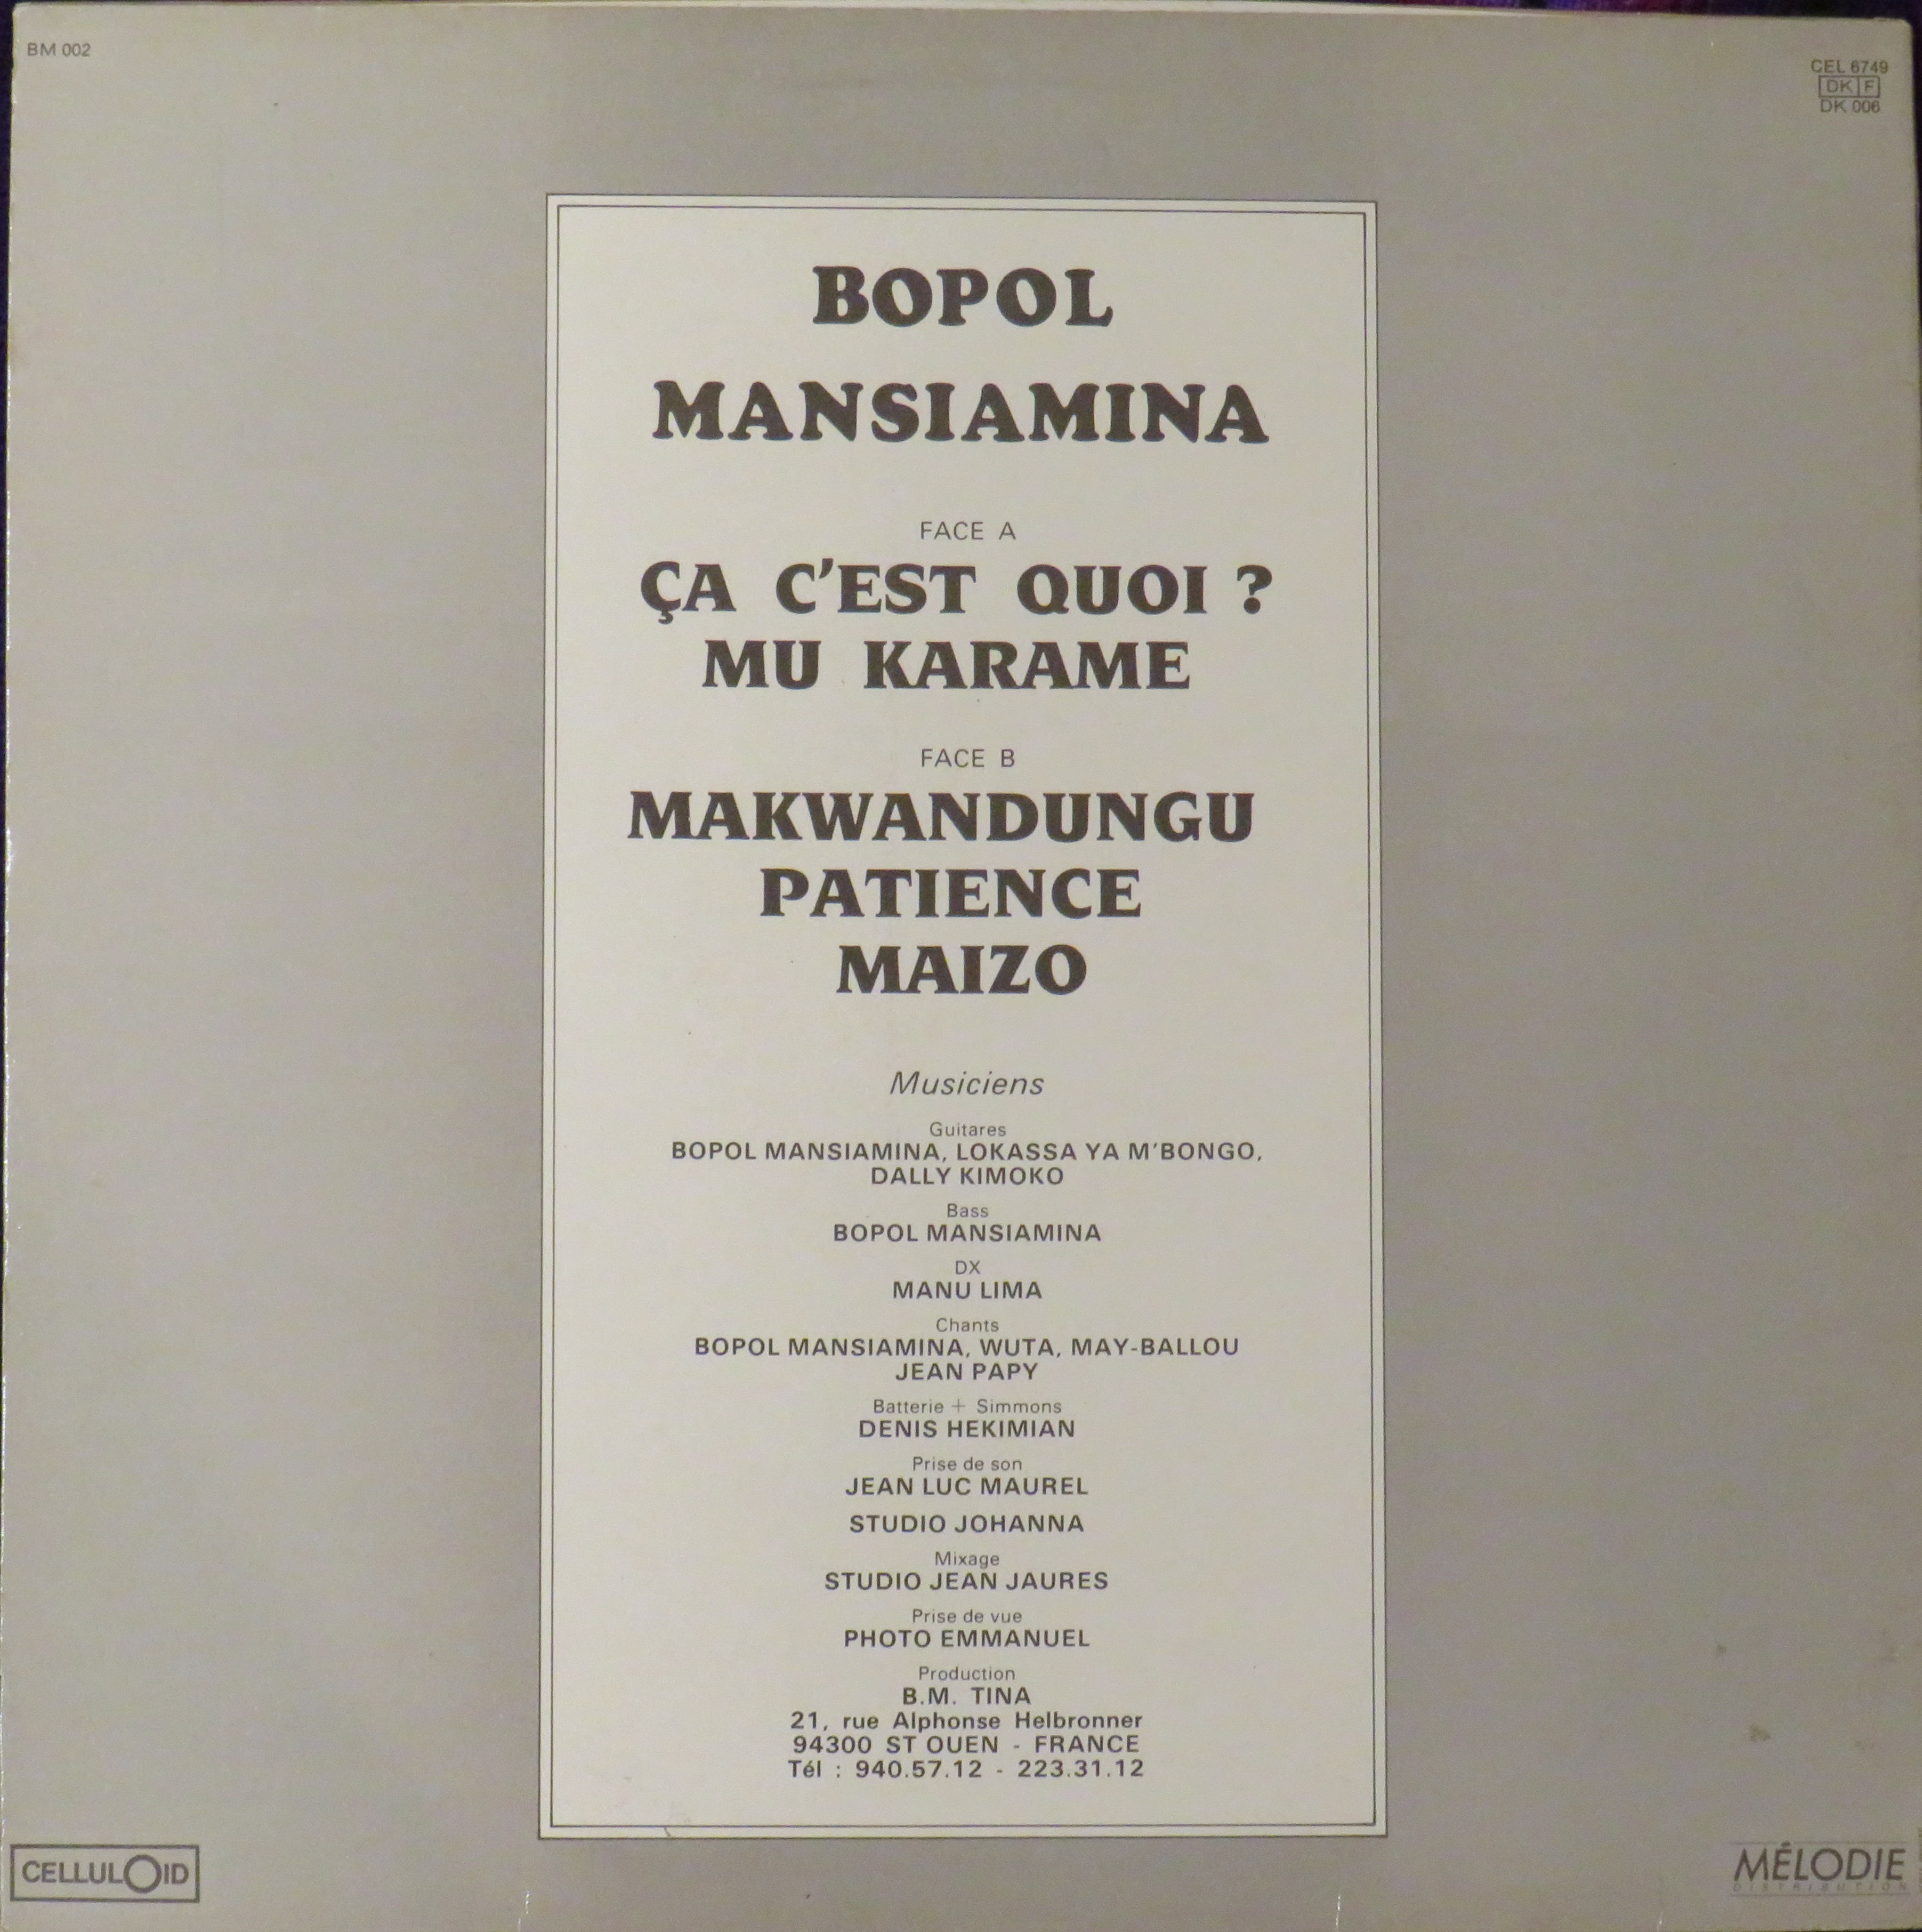 BM 002
CEL 6749
DK F
DK 006
BOPOL
MANSIAMINA
FACE A
ÇA C'EST QUOI ?
MU KARAME
FACE B
MAKWANDUNGU
PATIENCE
MAIZO
Musiciens
Guitares
BOPOL MANSIAMINA, LOKASSA YA M'BONGO,
DALLY KIMOKO
Bass
BOPOL MANSIAMINA
DX
MANU LIMA
Chants
BOPOL MANSIAMINA, WUTA, MAY-BALLOU
JEAN PAPY
Batterie + Simmons
DENIS HEKIMIAN
Prise de son
JEAN LUC MAUREL
STUDIO JOHANNA
Mixage
STUDIO JEAN JAURES
Prise de vue
PHOTO EMMANUEL
Production
B.M. TINA
21, rue Alphonse Helbronner
94300 ST OUEN - FRANCE
Tél : 940.57.12 - 223.31.12
CELLULOID
MÉLODIE
DISTRIBUTION